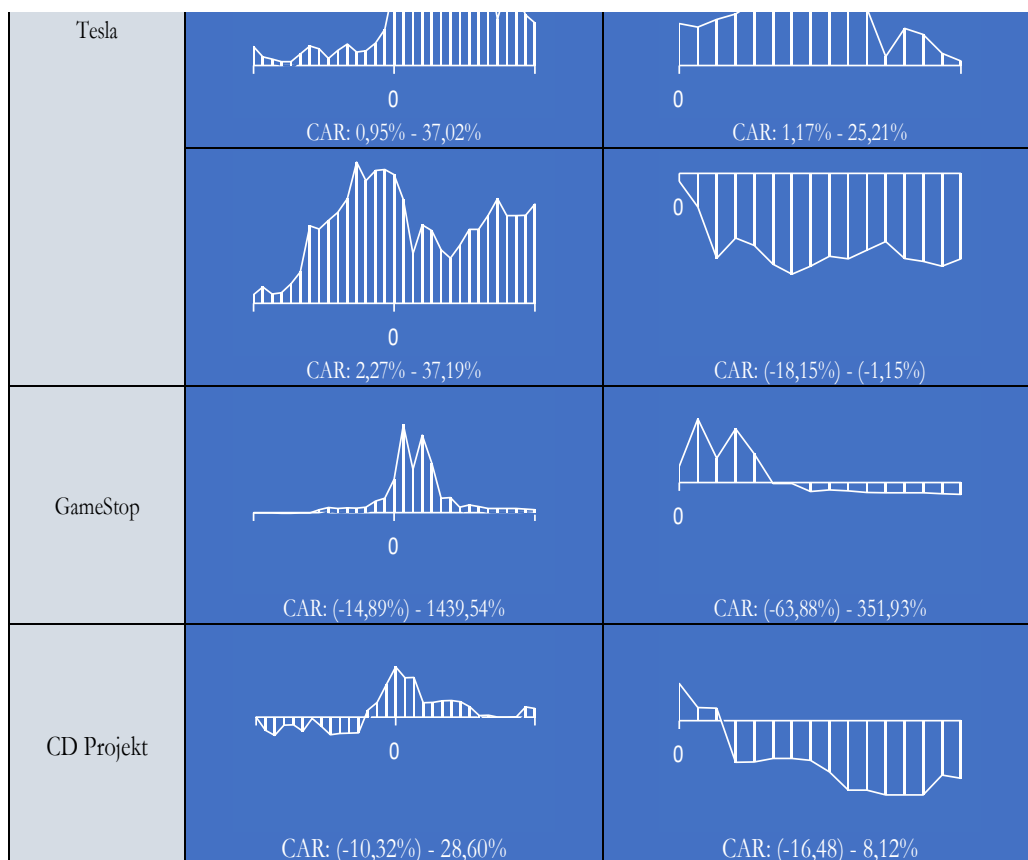 Tesla
0
0
CAR: 0,95% - 37,02%
CAR: 1,17% - 25,21%
0
0
CAR: 2,27% - 37,19%
CAR: (-18,15%) - (-1,15%)
GameStop
0
0
CAR: (-14,89%) - 1439,54%
CAR: (-63,88%) - 351,93%
CD Projekt
0
0
CAR: (-10,32%) - 28,60%
CAR: (-16,48) - 8,12%